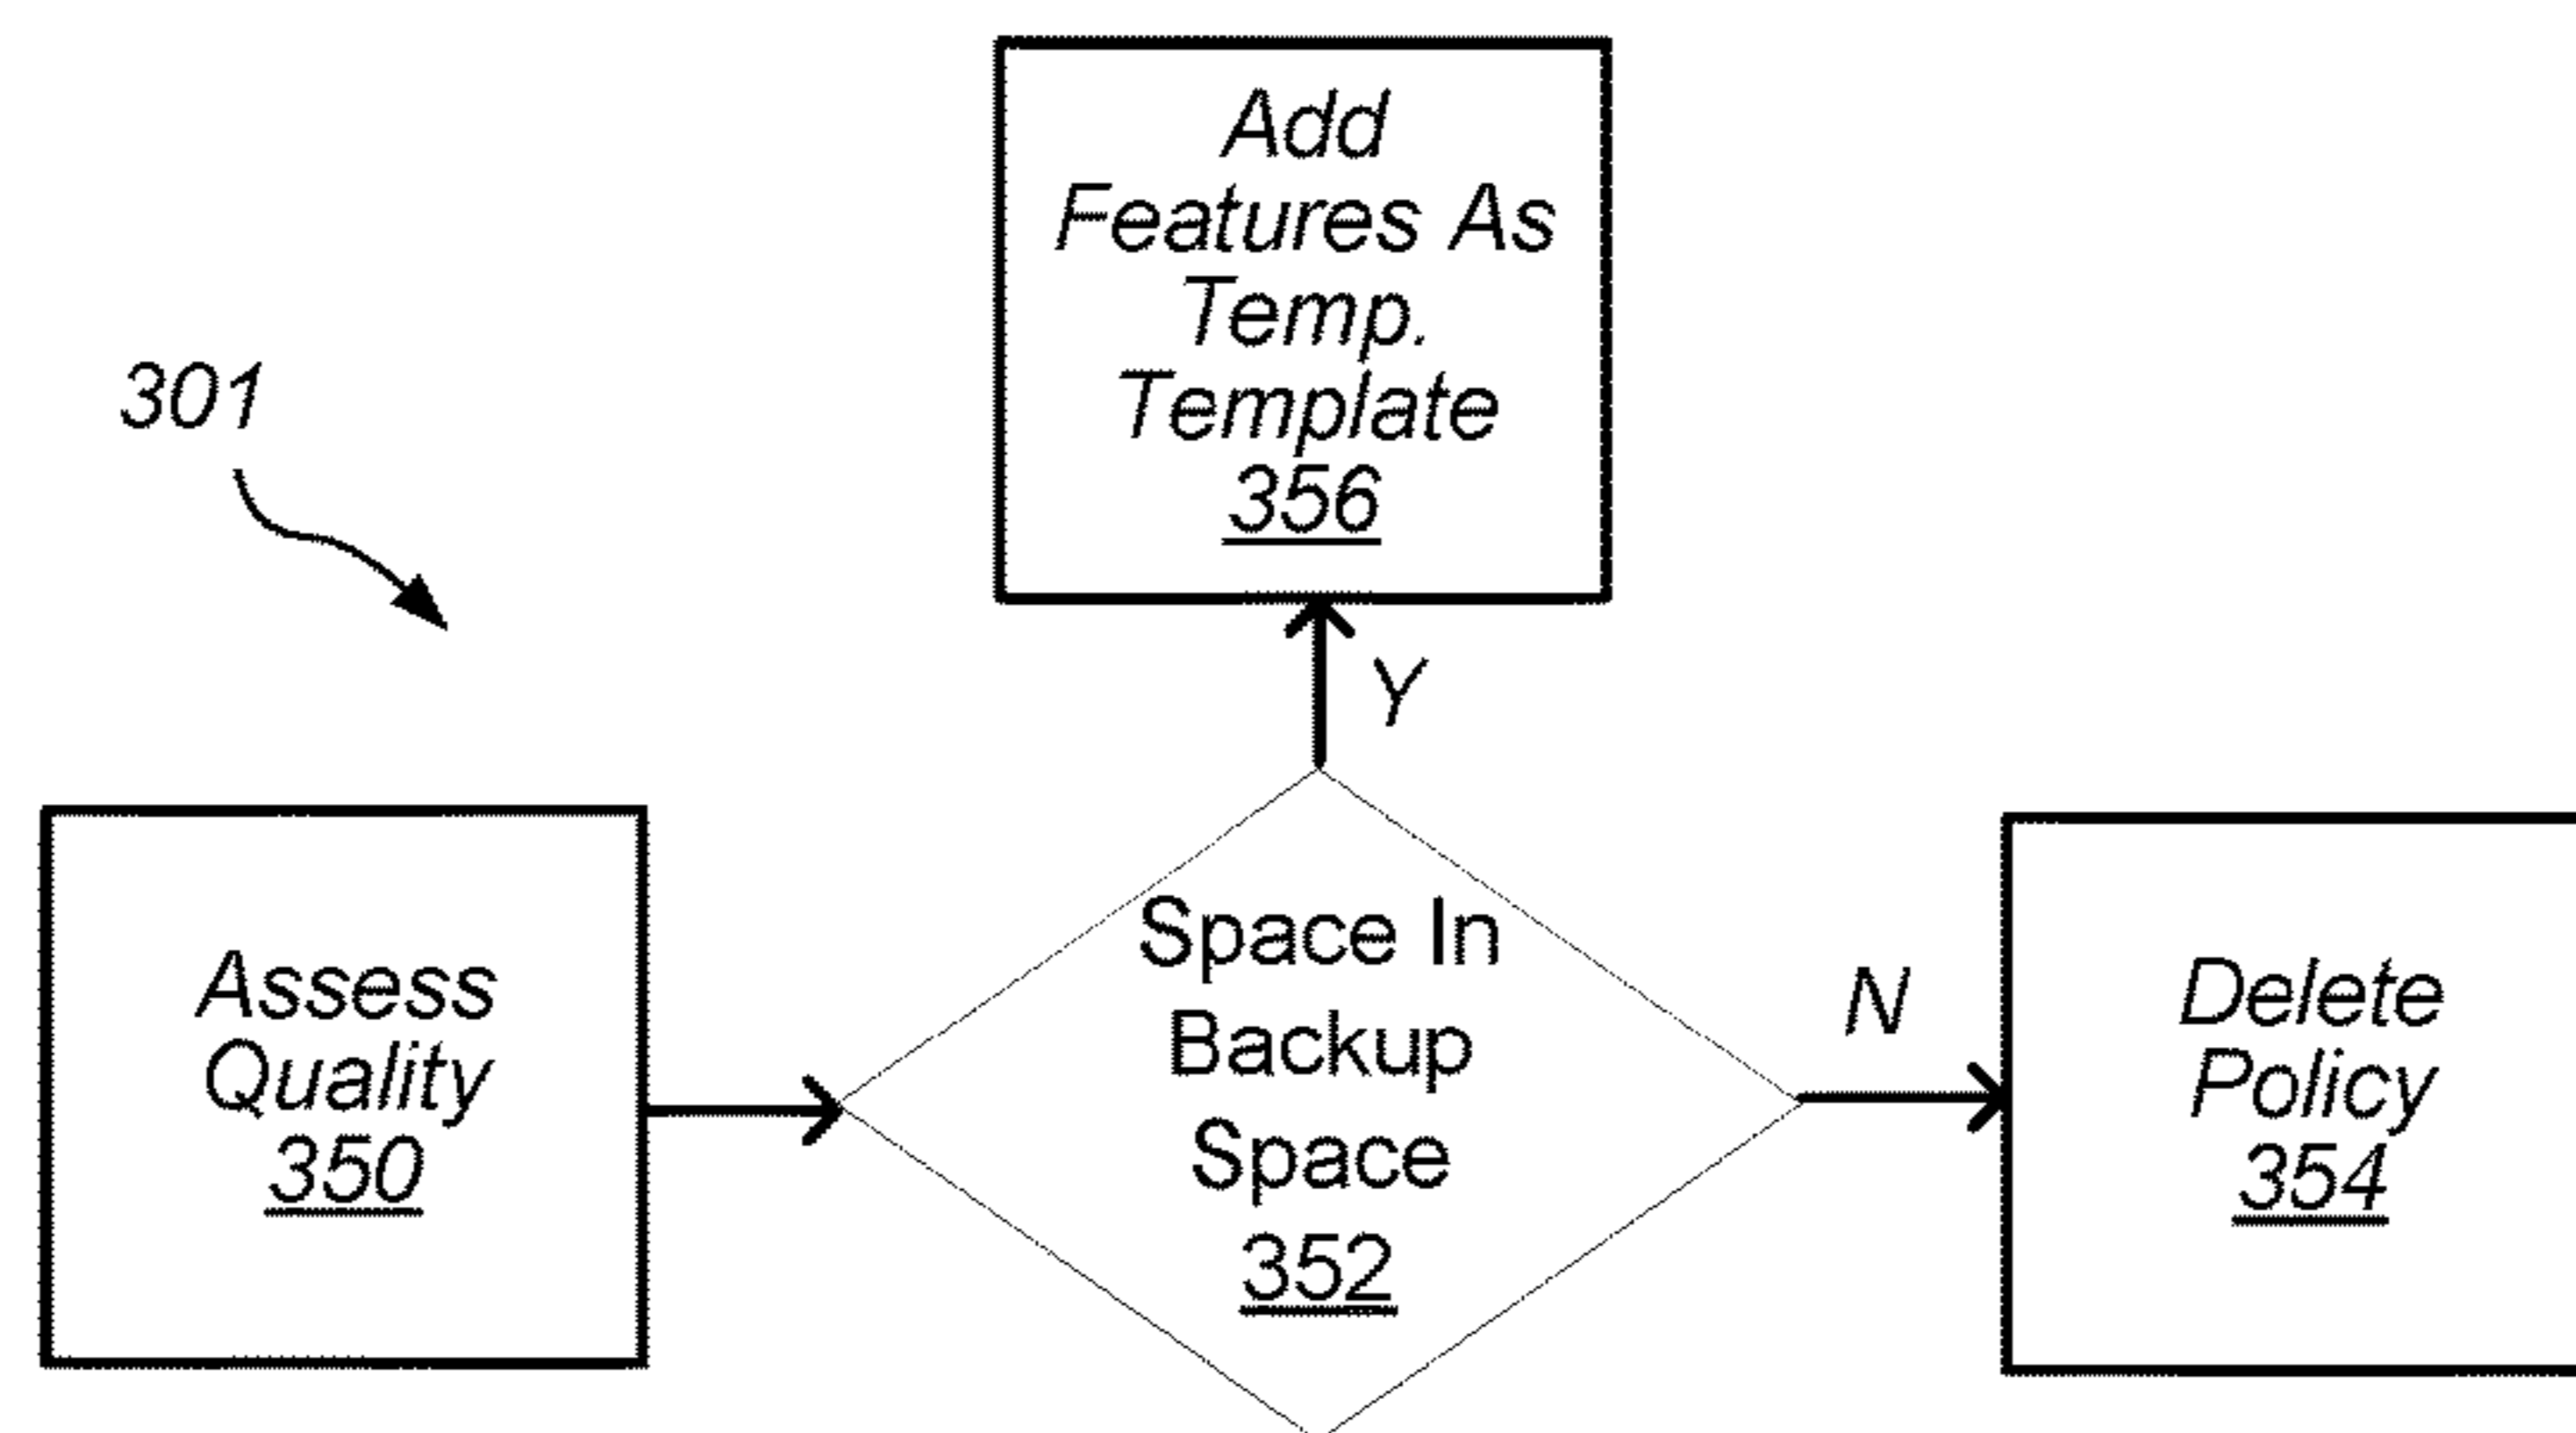 Add
Features As
Temp.
Template
356
301
Y
Assess
Quality
350
Space In
Backup
Space
352
N
Delete
Policy
354